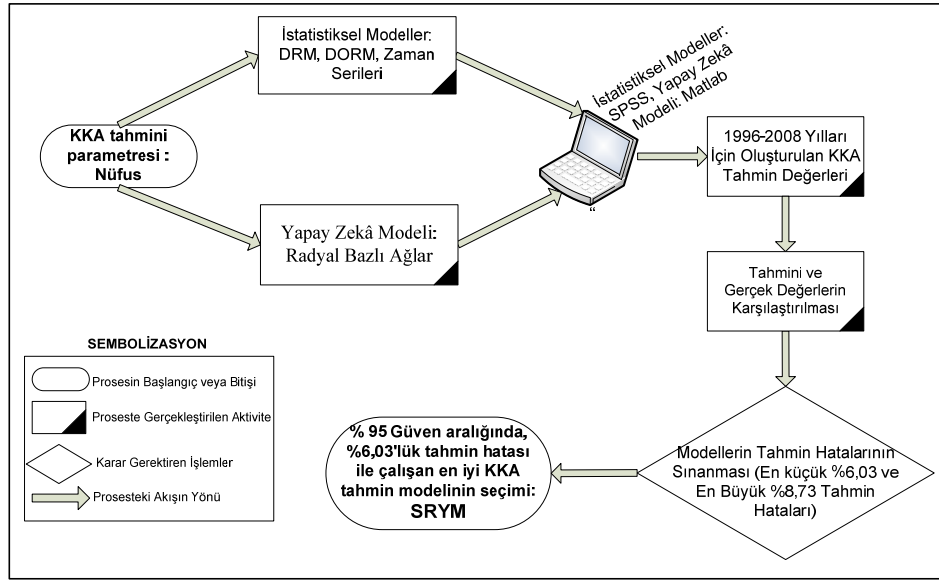 İstatistiksel Modeller:
DRM, DORM, Zaman
Serileri
İstatistiksel Modeller:
SPSS, Yapay Zekâ
Modeli: Matlab
KKA tahmini
parametresi :
Nüfus
1996-2008 Yılları
İçin Oluşturulan KKA
Tahmin Değerleri
“
Yapay Zekâ Modeli:
Radyal Bazlı Ağlar
Tahmini ve
Gerçek Değerlerin
Karşılaştırılması
SEMBOLİZASYON
Prosesin Başlangıç veya Bitişi
Proseste Gerçekleştirilen Aktivite
Karar Gerektiren İşlemler
Prosesteki Akışın Yönü
% 95 Güven aralığında,
%6,03'lük tahmin hatası
ile çalışan en iyi KKA
tahmin modelinin seçimi:
SRYM
Modellerin Tahmin Hatalarının
Sınanması (En küçük %6,03 ve
En Büyük %8,73 Tahmin
Hataları)